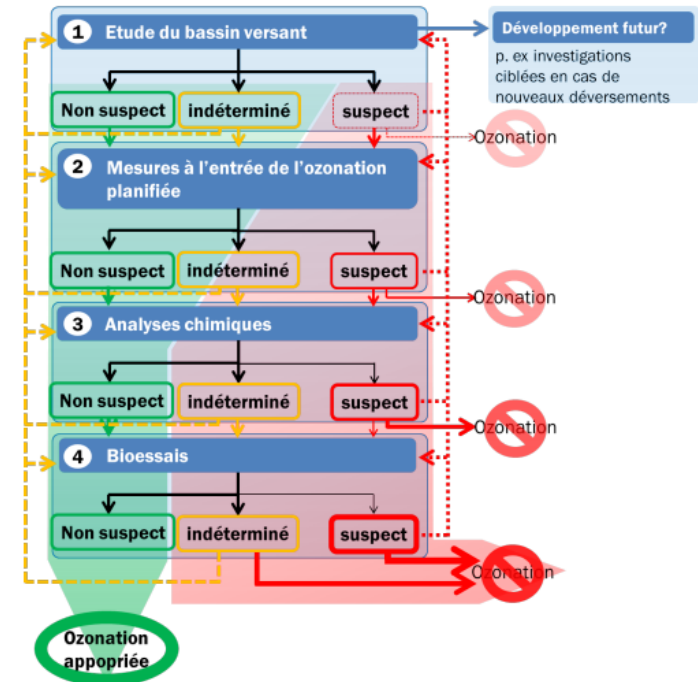 1 Etude du bassin versant
Développement futur?
p. ex investigations
ciblées en cas de
nouveaux déversements
Non suspect indéterminé suspect
Ozonation
2 Mesures à l'entrée de l'ozonation
planifiée
Non suspect indéterminé suspect
Ozonation
3 Analyses chimiques
Non suspect indéterminé suspect
Ozonation
4 Bioessais
Non suspect indéterminé suspect
Ozonation
Ozonation
appopriée